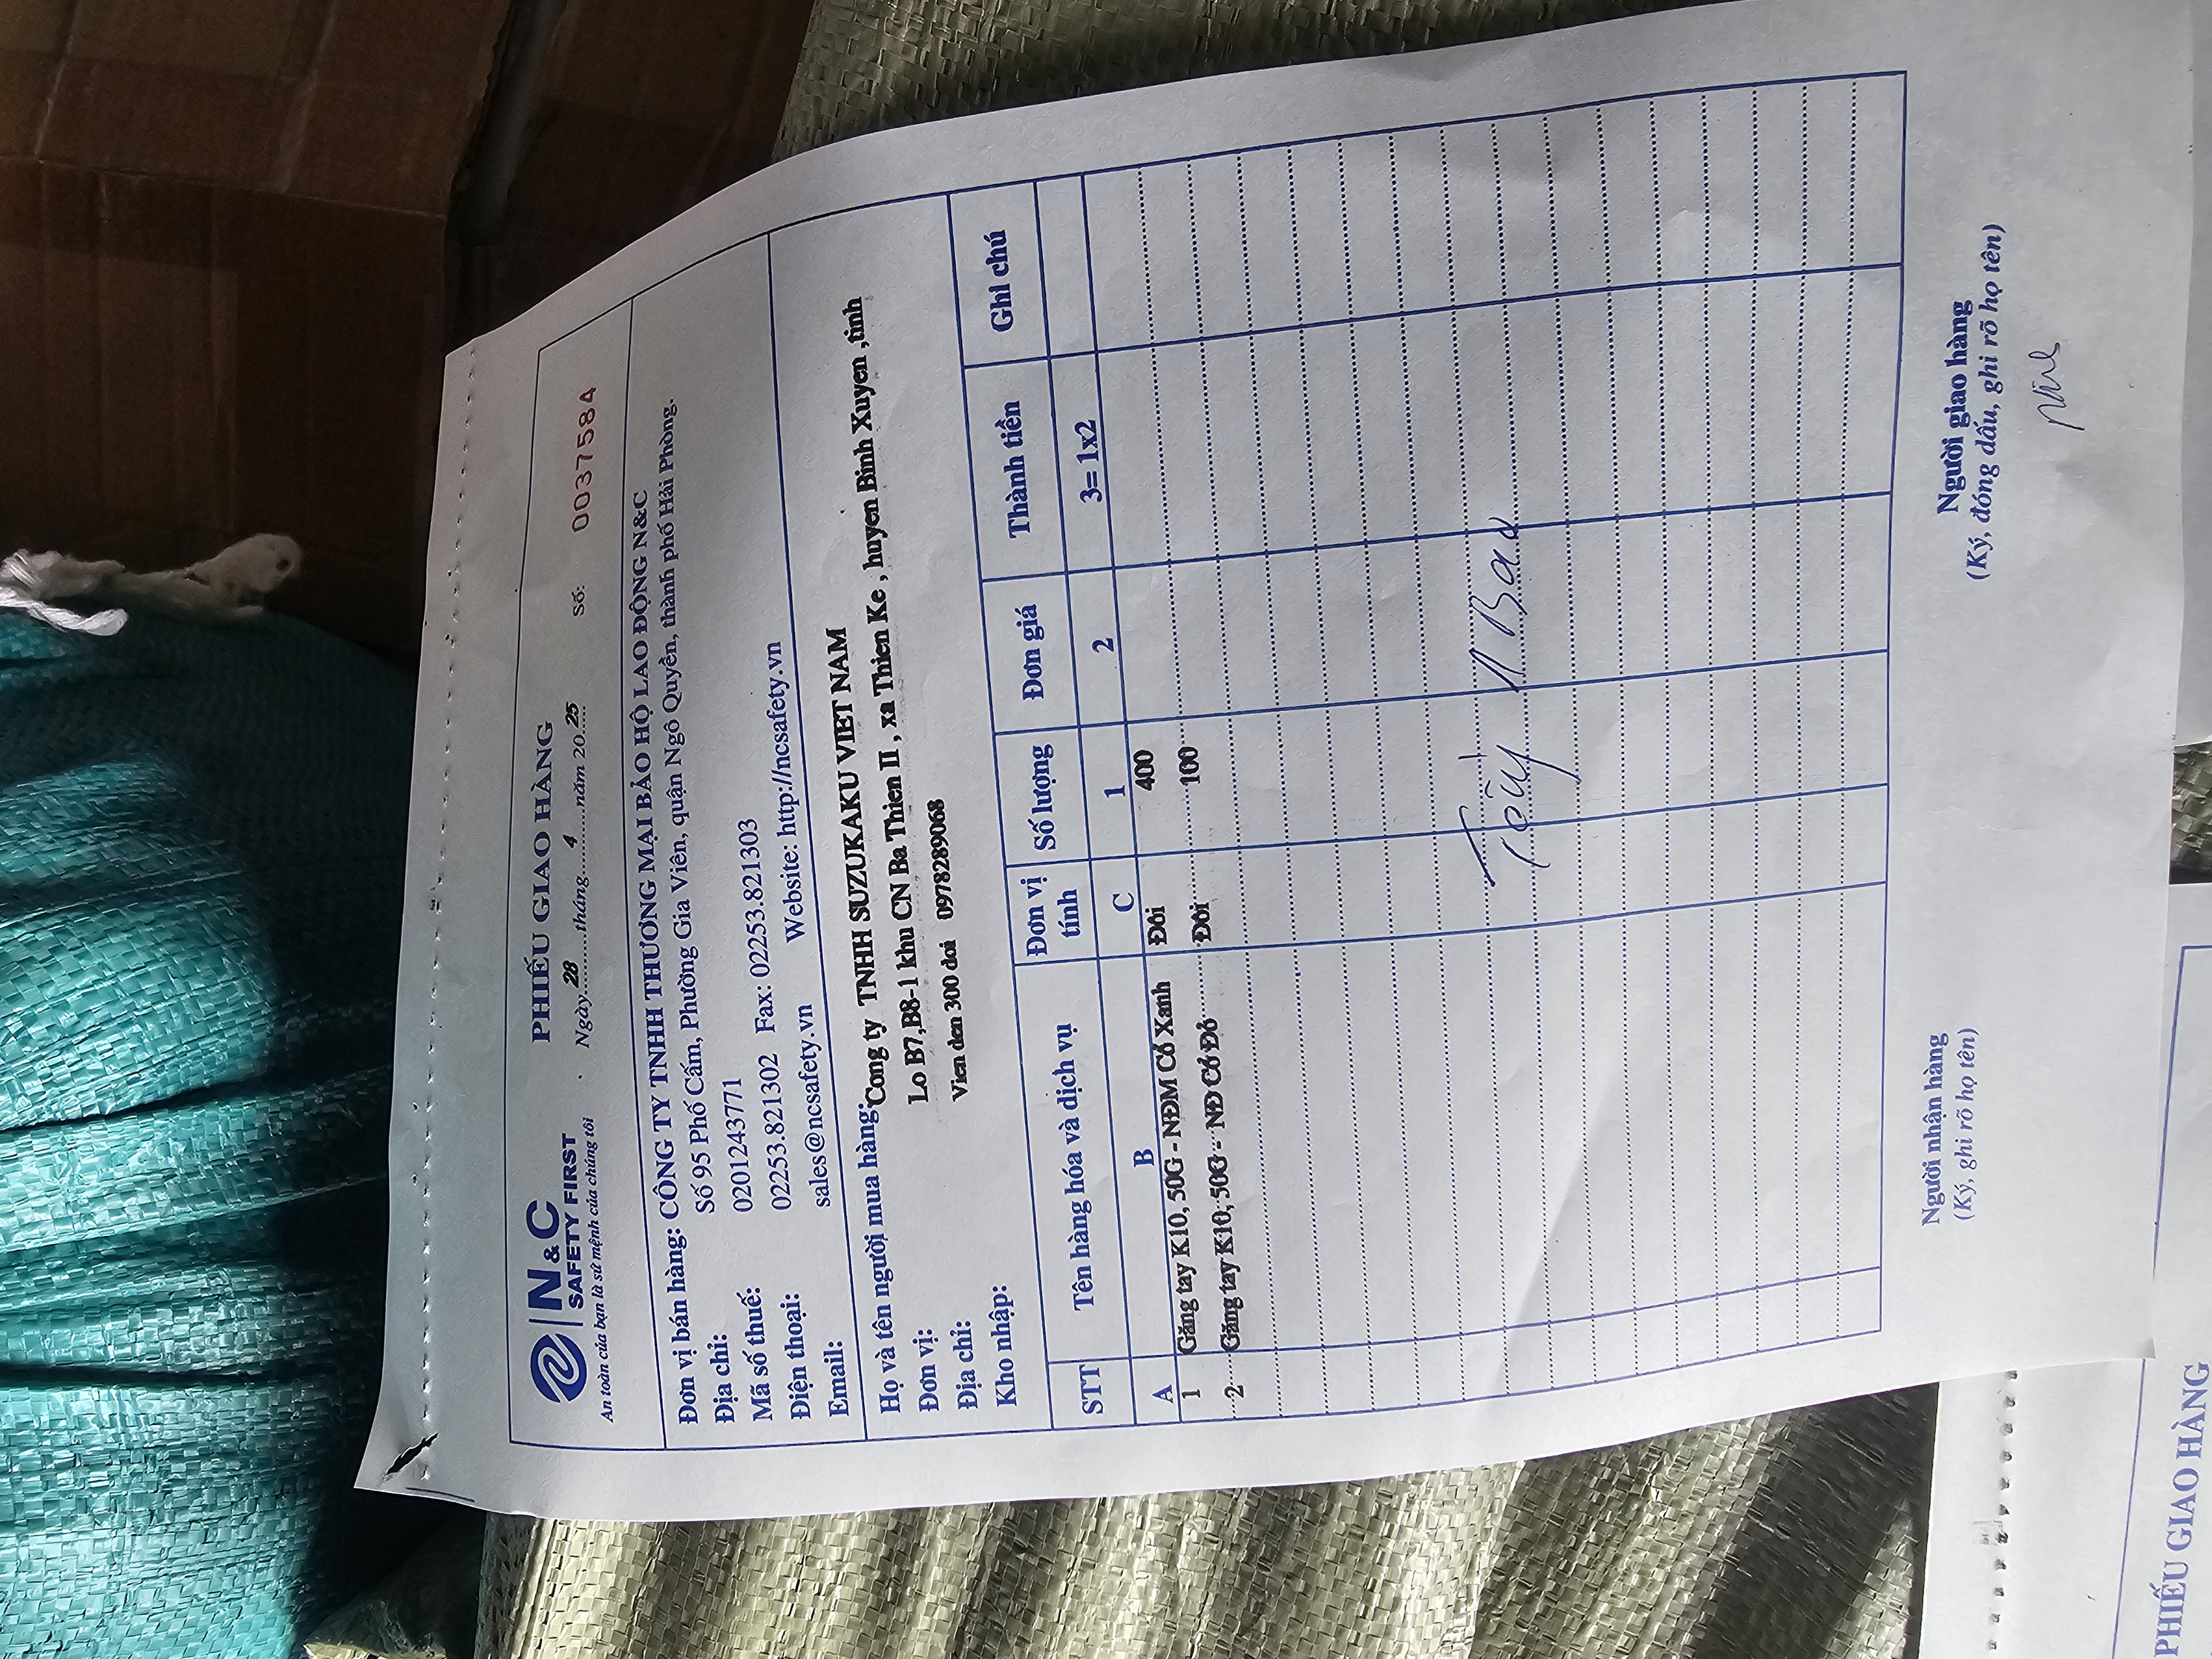 N&C
SAFETY FIRST
An toàn của bạn là sứ mệnh của chúng tôi
PHIẾU GIAO HÀNG
Ngày 28 tháng 4 năm 2025
Số: 0037584
Đơn vị bán hàng: CÔNG TY TNHH THƯƠNG MẠI BẢO HỘ LAO ĐỘNG N&C
Địa chỉ: Số 95 Phố Cấm, Phường Gia Viên, quận Ngô Quyền, thành phố Hải Phòng.
Mã số thuế: 0201243771
Điện thoại: 02253.821302 Fax: 02253.821303
Email: sales@ncsafety.vn Website: http://ncsafety.vn
Họ và tên người mua hàng: Cong ty TNHH SUZUKAKU VIET NAM
Đơn vị: Lo B7,B8-1 khu CN Ba Thien II , xa Thien Ke , huyen Binh Xuyen ,tinh
Địa chỉ: Vien den 300 doi 0978289068
Kho nhập:
STT Tên hàng hóa và dịch vụ Đơn vị tính Số lượng Đơn giá Thành tiền Ghi chú
A B C 1 2 3= 1x2
1 Găng tay K10, 50G - NĐM Cổ Xanh Đôi 400
2 Găng tay K10, 50G - NĐ Cổ Đỏ Đôi 100
Người nhận hàng
(Ký, ghi rõ họ tên)
Người giao hàng
(Ký, đóng dấu, ghi rõ họ tên)
PHIẾU GIAO HÀNG